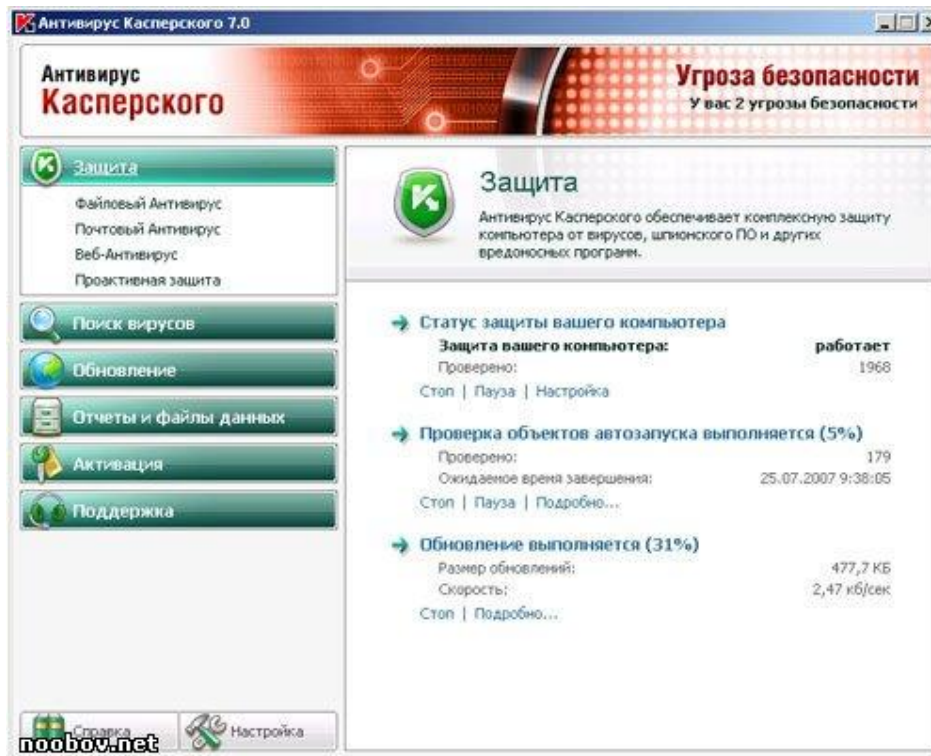 Антивирус Касперского 7.0
Антивирус
Касперского
Угроза безопасности
У вас 2 угрозы безопасности
Защита
Файловый Антивирус
Почтовый Антивирус
Веб-Антивирус
Проактивная защита
Поиск вирусов
Обновление
Отчеты и файлы данных
Активация
Поддержка
Справка
Настройка
noobov.net
Защита
Антивирус Касперского обеспечивает комплексную защиту
компьютера от вирусов, шпионского ПО и других
вредоносных программ.
Статус защиты вашего компьютера
Защита вашего компьютера: работает
Проверено: 1968
Стоп | Пауза | Настройка
Проверка объектов автозапуска выполняется (5%)
Проверено: 179
Ожидаемое время завершения: 25.07.2007 9:38:05
Стоп | Пауза | Подробно...
Обновление выполняется (31%)
Размер обновлений: 477,7 КБ
Скорость: 2,47 кб/сек
Стоп | Подробно...